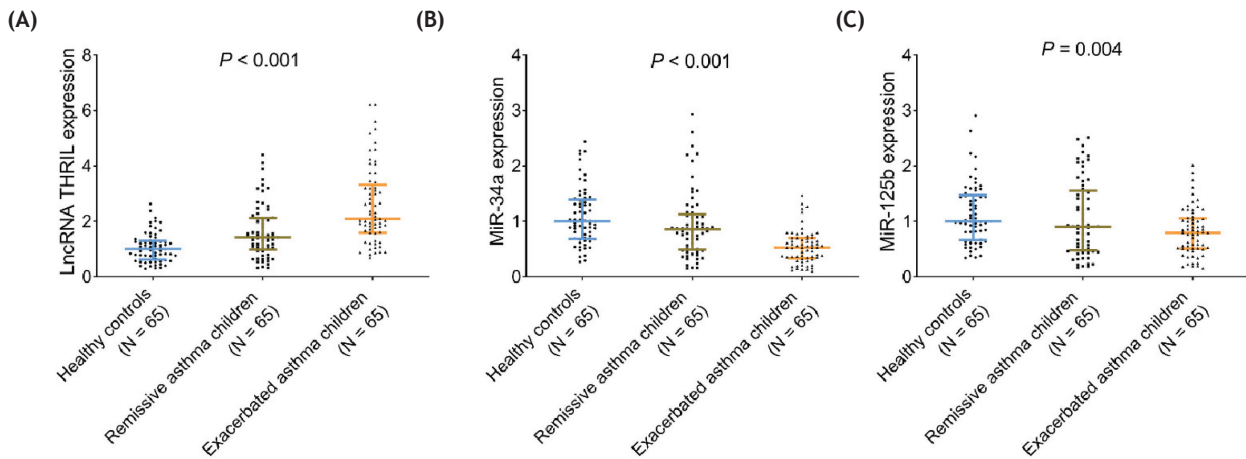 (A)
P < 0.001
LncRNA THRIL expression
8
6
4
2
0
Healthy controls
(N = 65)
Remissive asthma children
(N = 65)
Exacerbated asthma children
(N = 65)
(B)
P < 0.001
MiR-34a expression
4
3
2
1
0
Healthy controls
(N = 65)
Remissive asthma children
(N = 65)
Exacerbated asthma children
(N = 65)
(C)
P = 0.004
MiR-125b expression
4
3
2
1
0
Healthy controls
(N = 65)
Remissive asthma children
(N = 65)
Exacerbated asthma children
(N = 65)